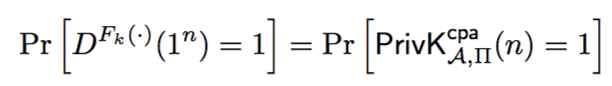 Pr[D^{F_k(·)}(1^n) = 1] = Pr[PrivK^{cpa}_{𝒜,Π}(n) = 1]